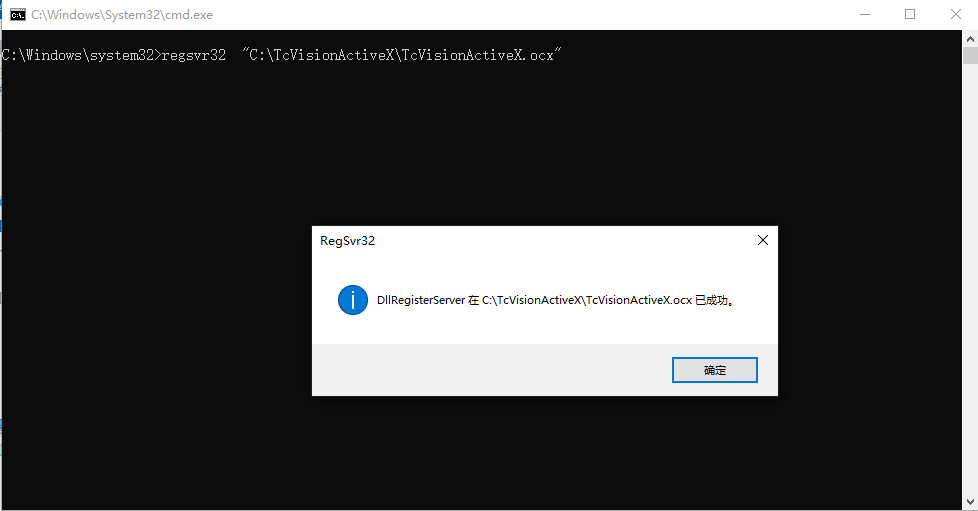 C:\Windows\System32\cmd.exe
C:\Windows\system32>regsvr32  "C:\TcVisionActiveX\TcVisionActiveX.ocx"
RegSvr32
DllRegisterServer 在 C:\TcVisionActiveX\TcVisionActiveX.ocx 已成功。
确定